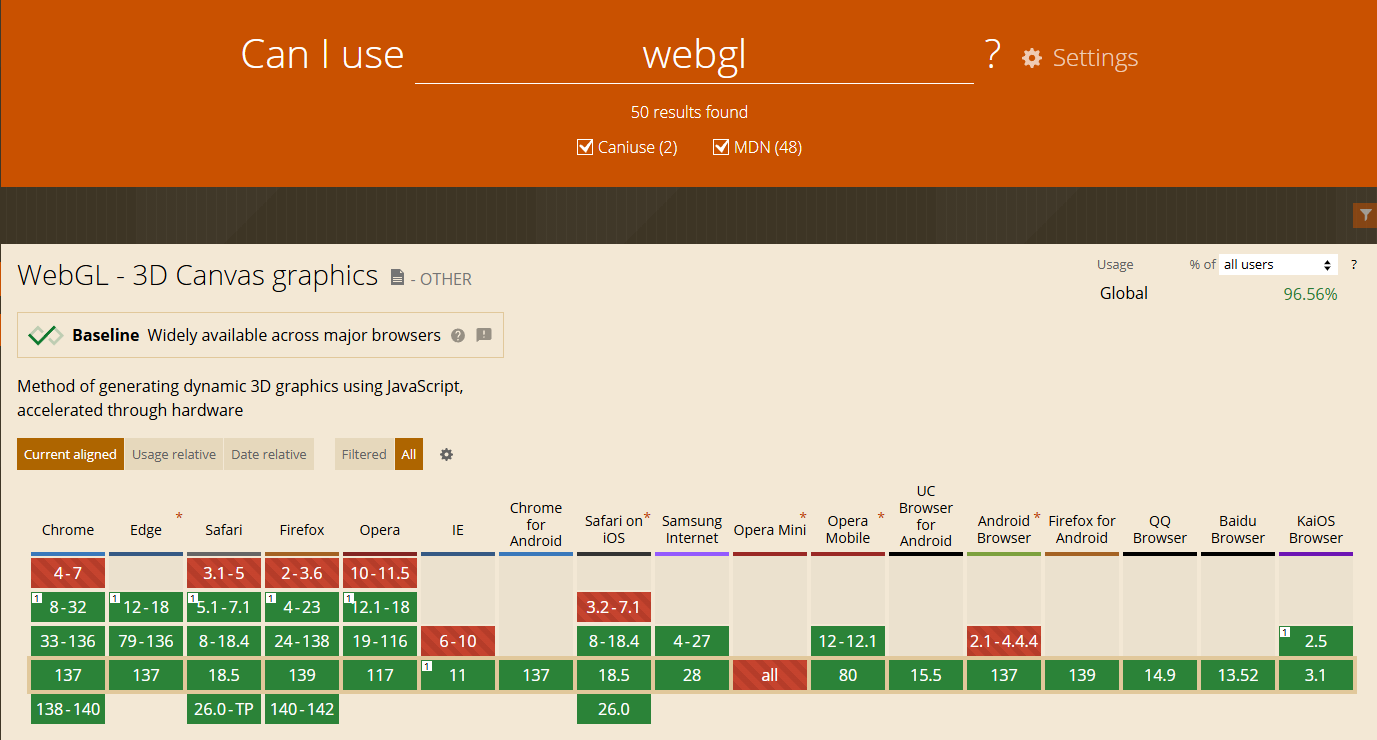 Can I use webgl ? Settings
50 results found
Caniuse (2) MDN (48)
WebGL - 3D Canvas graphics - OTHER
Usage % of all users ?
Global 96.56%
Baseline Widely available across major browsers ?
Method of generating dynamic 3D graphics using JavaScript,
accelerated through hardware
Current aligned Usage relative Date relative Filtered All
Chrome
Edge *
Safari
Firefox
Opera
IE
Chrome
for
Android
Safari on *
iOS
Samsung
Internet
Opera Mini *
Opera *
Mobile
UC
Browser
for
Android
Android *
Browser
Firefox for
Android
QQ
Browser
Baidu
Browser
KaiOS
Browser
4-7 3.1-5 2-3.6 10-11.5
1 8-32 1 12-18 1 5.1-7.1 1 4-23 1 12.1-18 3.2-7.1
33-136 79-136 8-18.4 24-138 19-116 6-10 8-18.4 4-27 12-12.1 2.1-4.4.4 1 2.5
137 137 18.5 139 117 1 11 137 18.5 28 all 80 15.5 137 139 14.9 13.52 3.1
138-140 26.0-TP 140-142 26.0